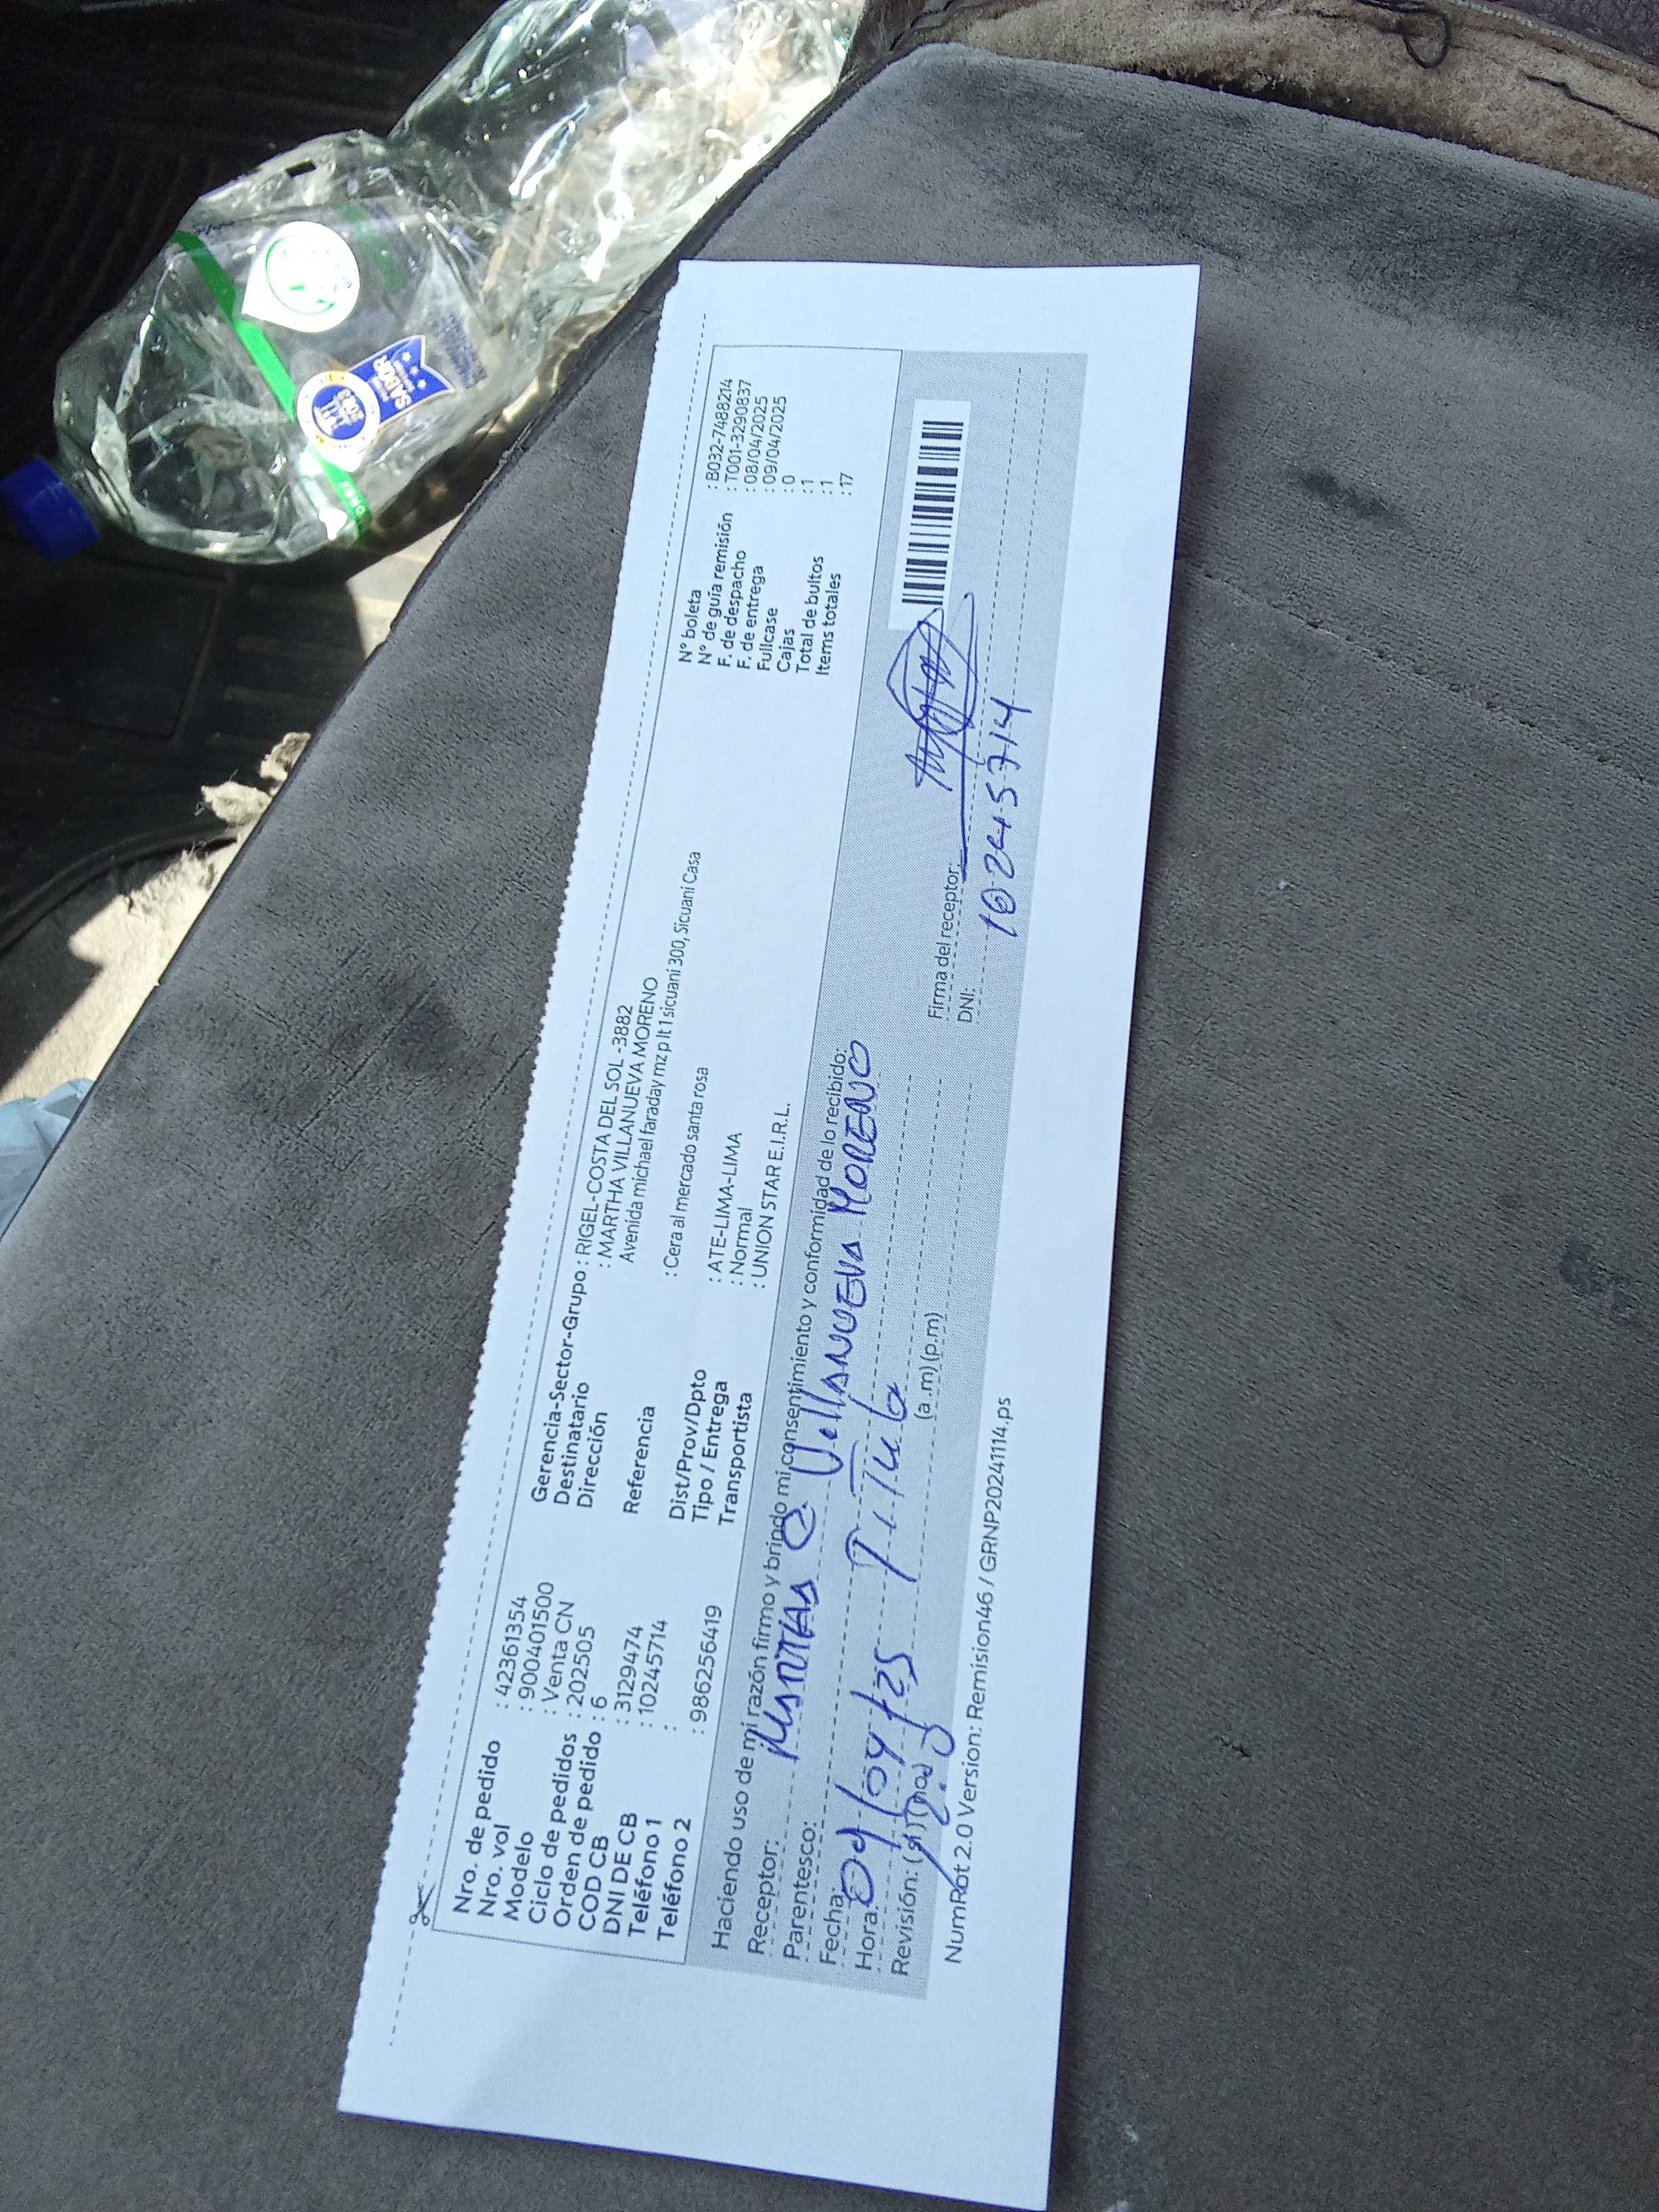 Nro. de pedido : 42361354
Nro. vol : 900401500
Modelo : Venta CN
Ciclo de pedidos : 202505
Orden de pedido : 6
COD CB : 3129474
DNI DE CB : 10245714
Teléfono 1 :
Teléfono 2 : 986256419
Gerencia-Sector-Grupo : RIGEL-COSTA DEL SOL -3882
Destinatario : MARTHA VILLANUEVA MORENO
Dirección Avenida michael faraday mz p lt 1 sicuani 300, Sicuani Casa
Referencia : Cera al mercado santa rosa
Dist/Prov/Dpto : ATE-LIMA-LIMA
Tipo / Entrega : Normal
Transportista : UNION STAR E.I.R.L.
N° boleta : B032-7488214
N° de guía remisión : T001-3290837
F. de despacho : 08/04/2025
F. de entrega : 09/04/2025
Fullcase : 0
Cajas : 1
Total de bultos : 1
Items totales : 17
Haciendo uso de mi razón firmo y brindo mi consentimiento y conformidad de lo recibido:
Receptor: VILLANUEVA MORENO
Parentesco: TiTula
Fecha: 09/04/25
Hora: (a.m) (p.m)
Revisión:
Firma del receptor:
DNI: 10245714
NumRot 2.0 Version: Remision46 / GRNP20241114.ps
SABOR